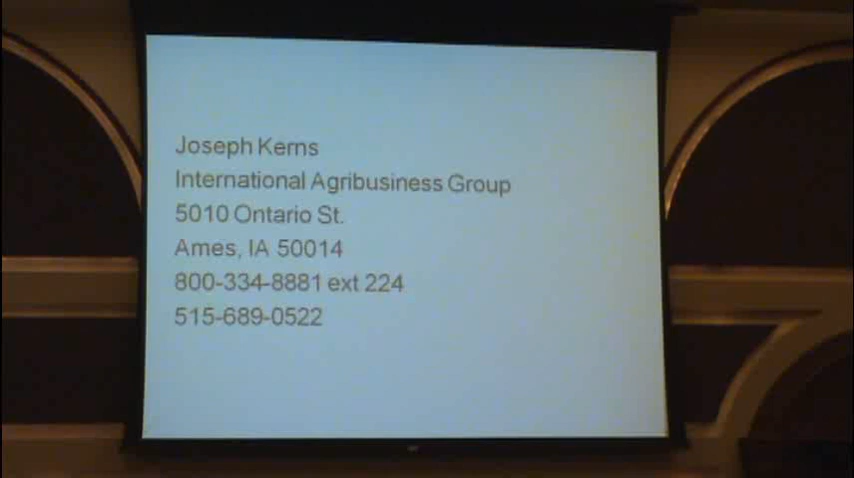 Joseph Kerns
International Agribusiness Group
5010 Ontario St.
Ames, IA 50014
800-334-8881 ext 224
515-689-0522